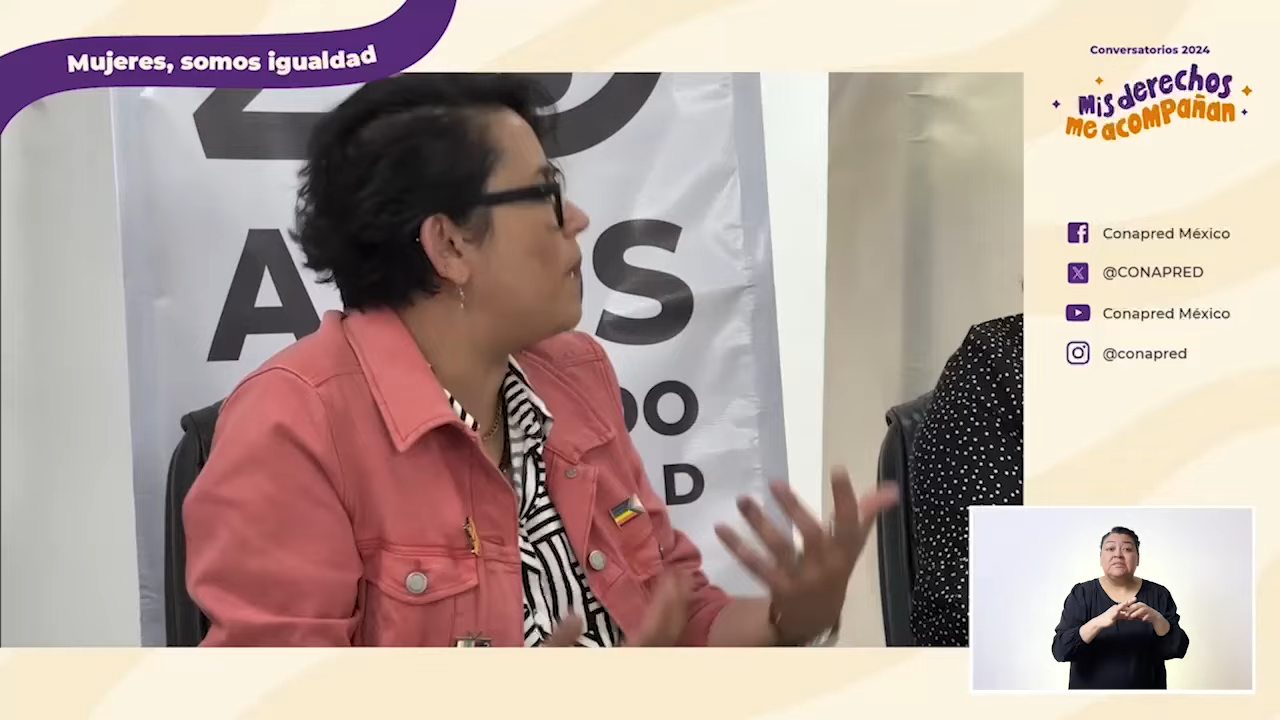 Mujeres, somos igualdad
Conversatorios 2024
Mis derechos
me acompañan
Conapred México
@CONAPRED
Conapred México
@conapred